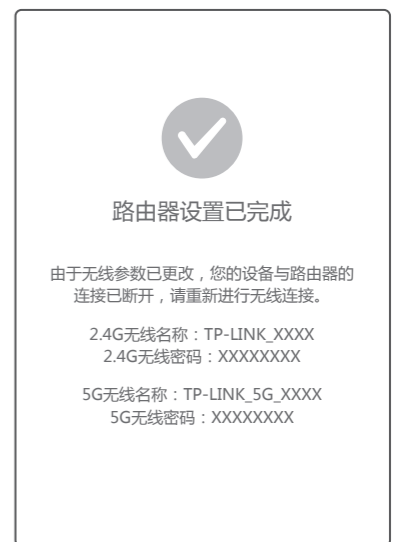 路由器设置已完成
由于无线参数已更改，您的设备与路由器的
连接已断开，请重新进行无线连接。
2.4G无线名称：TP-LINK_XXXX
2.4G无线密码：XXXXXXXX
5G无线名称：TP-LINK_5G_XXXX
5G无线密码：XXXXXXXX